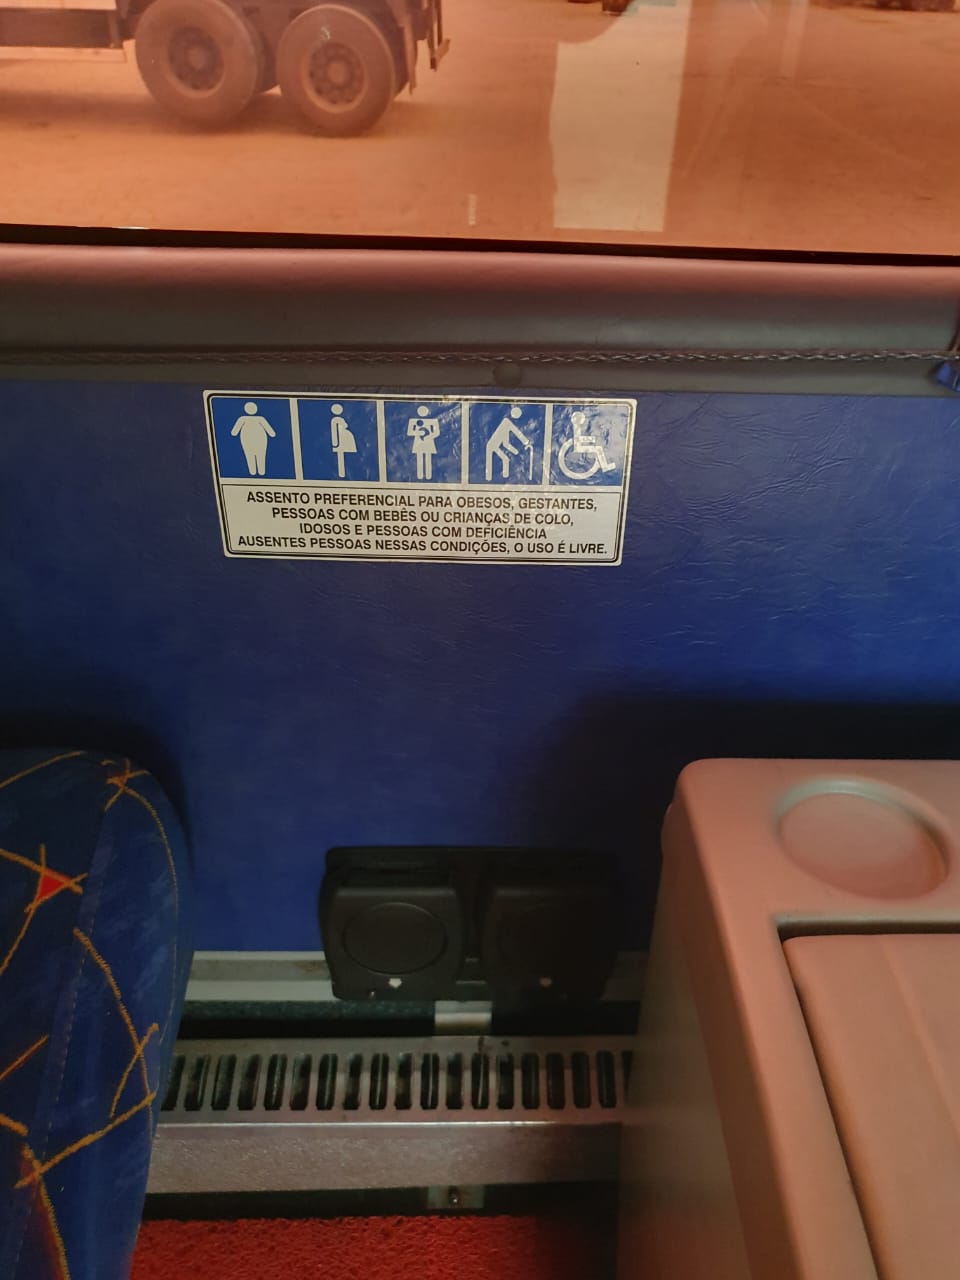 ASSENTO PREFERENCIAL PARA OBESOS, GESTANTES,
PESSOAS COM BEBÊS OU CRIANÇAS DE COLO,
IDOSOS E PESSOAS COM DEFICIÊNCIA
AUSENTES PESSOAS NESSAS CONDIÇÕES, O USO É LIVRE.